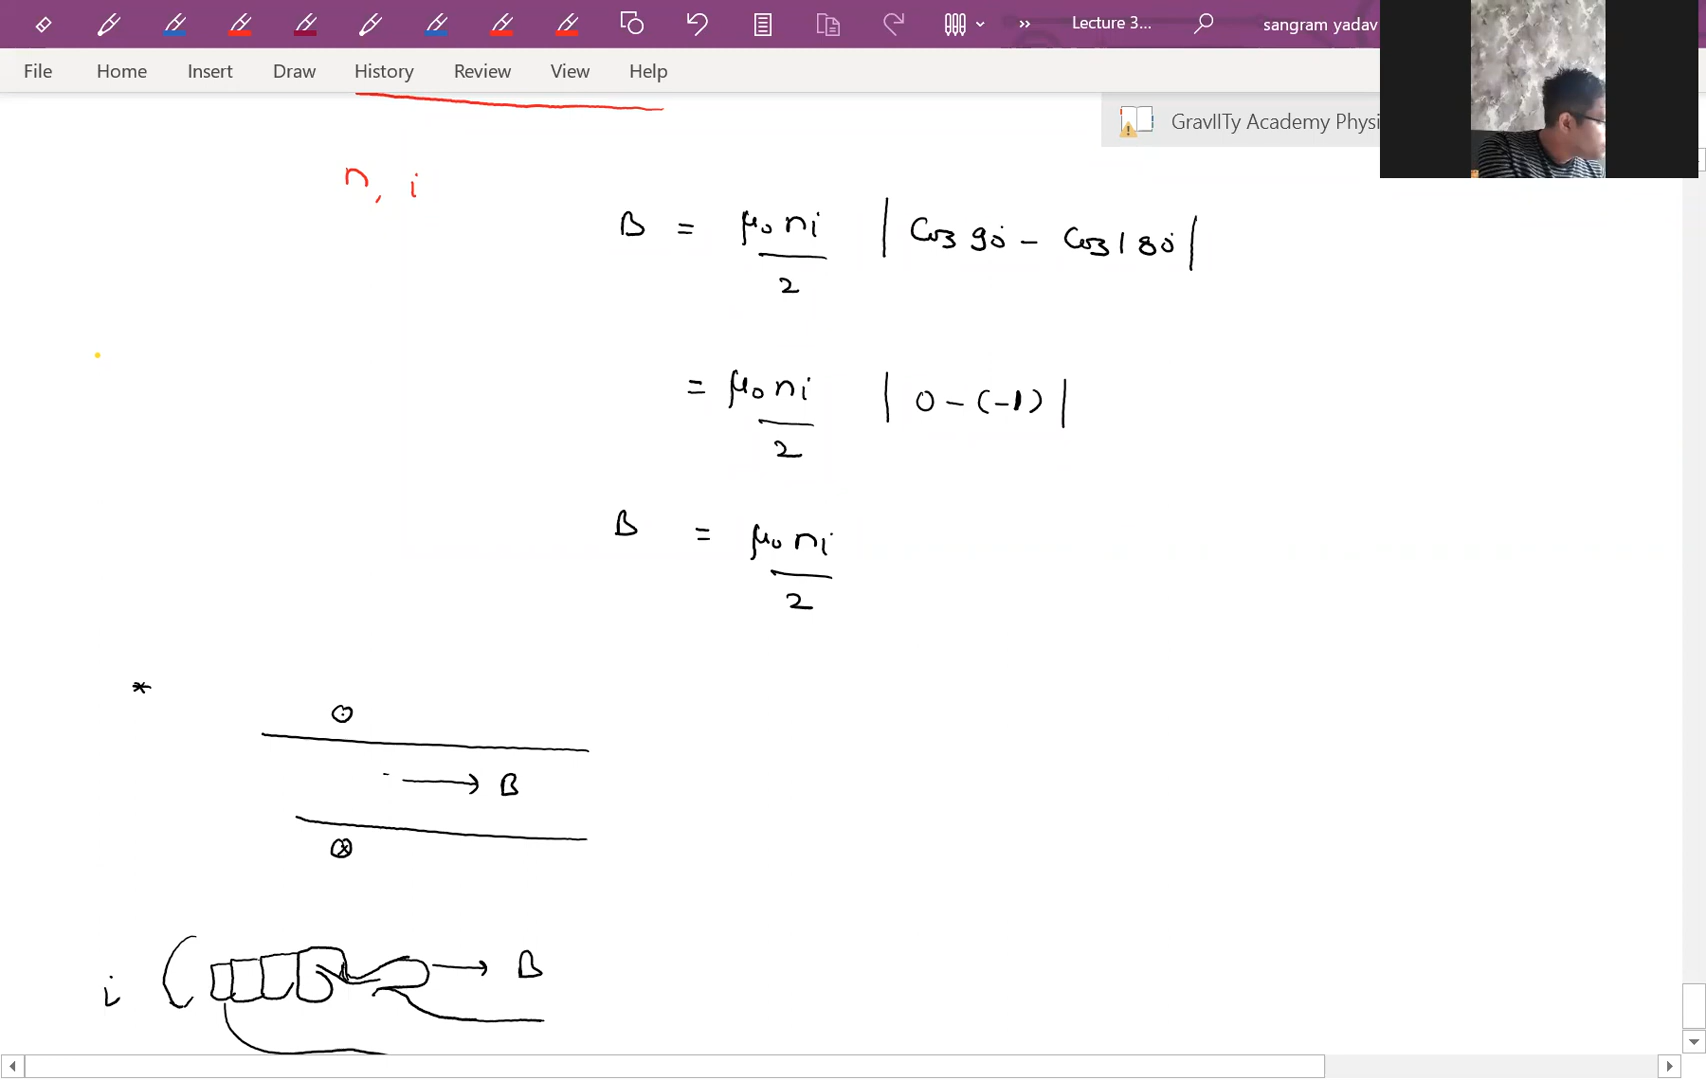 Lecture 3...
sangram yadav
File Home Insert Draw History Review View Help
GravIITy Academy Physi
n, i
B = μ₀ni/2 | Cos 90° – Cos 180° |
= μ₀ni/2 | 0 – (–1) |
B = μ₀ni/2
*
→ B
i → B